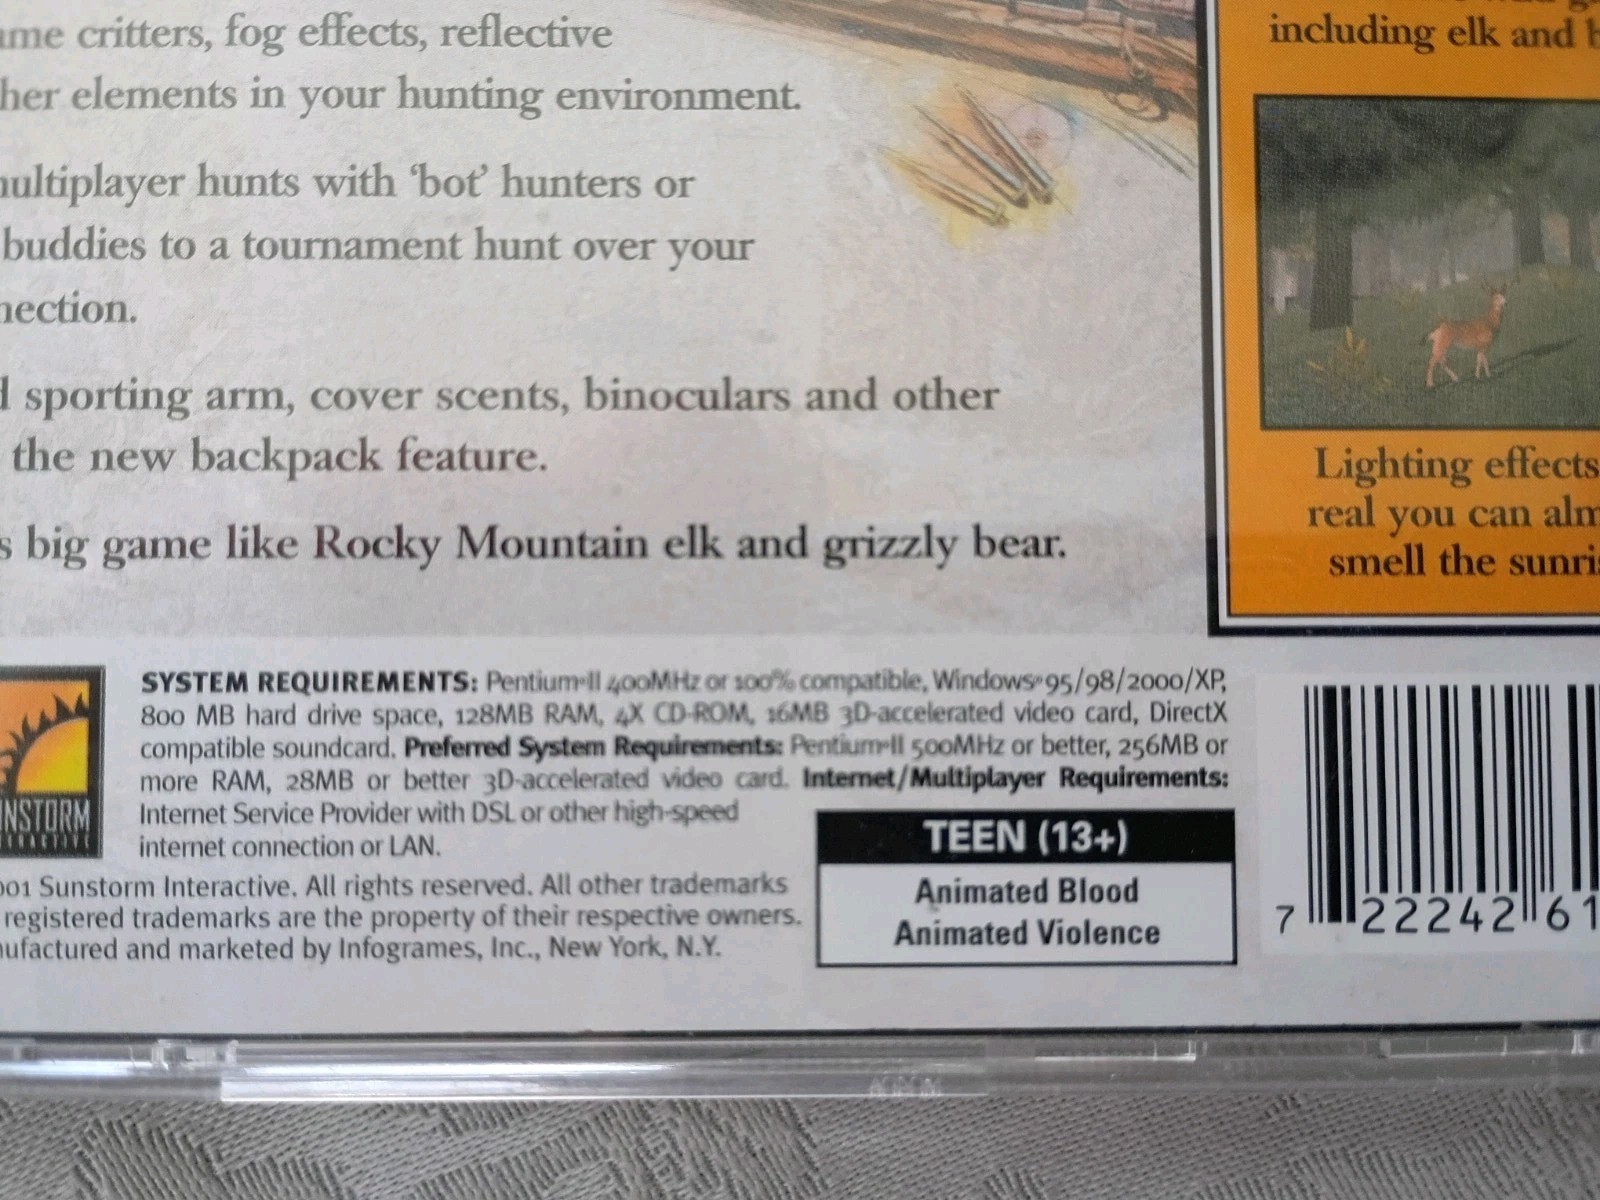 ame critters, fog effects, reflective
her elements in your hunting environment.
nultiplayer hunts with ‘bot’ hunters or
buddies to a tournament hunt over your
nection.
d sporting arm, cover scents, binoculars and other
the new backpack feature.
s big game like Rocky Mountain elk and grizzly bear.
including elk and b
Lighting effects
real you can alm
smell the sunris
SYSTEM REQUIREMENTS: Pentium®II 400MHz or 100% compatible, Windows® 95/98/2000/XP,
800 MB hard drive space, 128MB RAM, 4X CD-ROM, 16MB 3D-accelerated video card, DirectX
compatible soundcard. Preferred System Requirements: Pentium®II 500MHz or better, 256MB or
more RAM, 28MB or better 3D-accelerated video card. Internet/Multiplayer Requirements:
Internet Service Provider with DSL or other high-speed
internet connection or LAN.
NSTORM
TERACTIVE
001 Sunstorm Interactive. All rights reserved. All other trademarks
registered trademarks are the property of their respective owners.
nufactured and marketed by Infogrames, Inc., New York, N.Y.
TEEN (13+)
Animated Blood
Animated Violence
7 22242 61